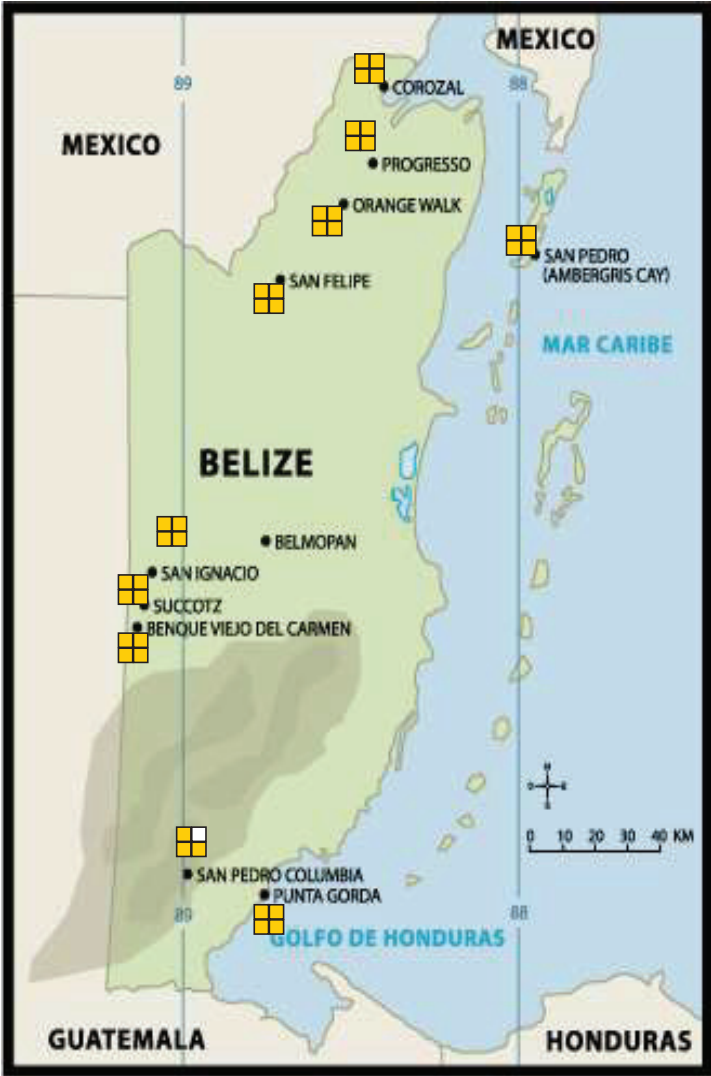 MEXICO
89
88
COROZAL
MEXICO
PROGRESSO
ORANGE WALK
SAN PEDRO
(AMBERGRIS CAY)
SAN FELIPE
MAR CARIBE
BELIZE
BELMOPAN
SAN IGNACIO
SUCCOTZ
BENQUE VIEJO DEL CARMEN
0 10 20 30 40 KM
SAN PEDRO COLUMBIA
PUNTA GORDA
89
88
GOLFO DE HONDURAS
GUATEMALA
HONDURAS